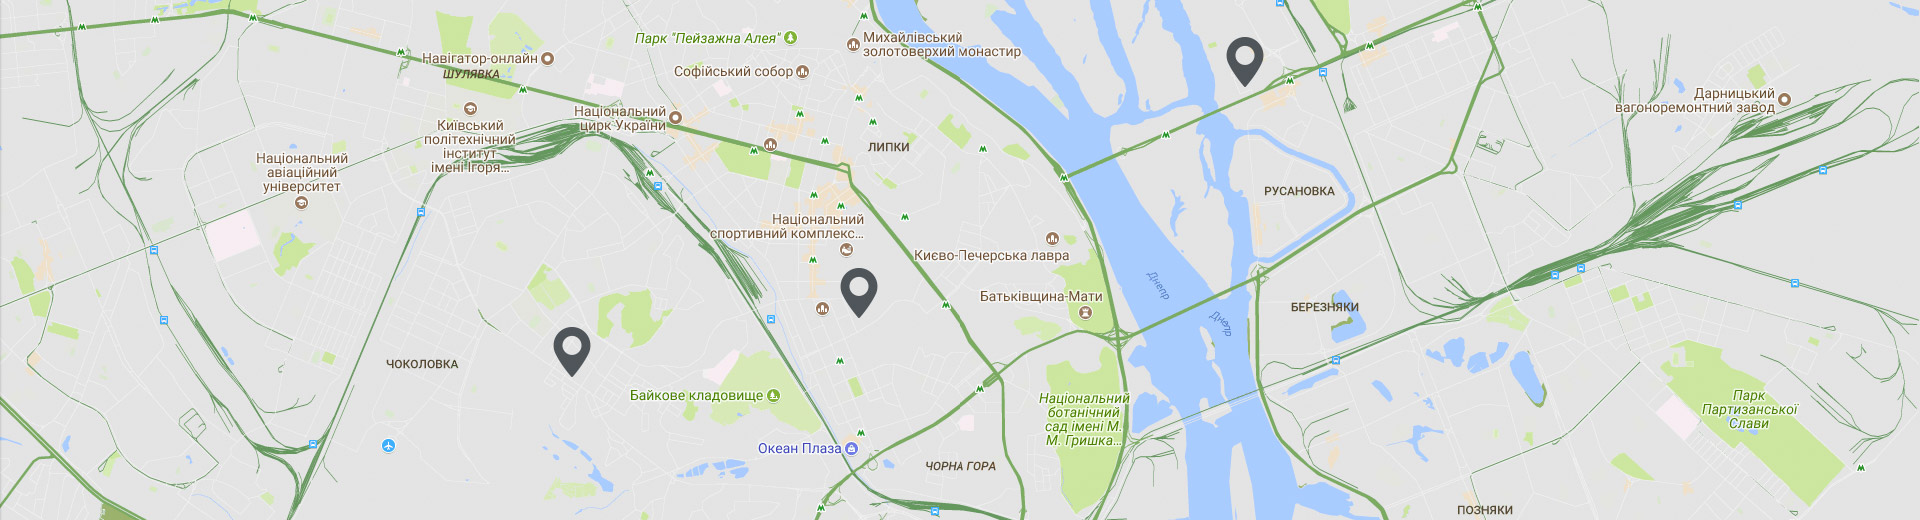 Парк "Пейзажна Алея"
Михайлівський
золотоверхий монастир
Навігатор-онлайн
ШУЛЯВКА
Софійський собор
Дарницький
вагоноремонтний завод
Національний
цирк України
Київський
політехнічний
інститут
імені Ігоря...
ЛИПКИ
Національний
авіаційний
університет
РУСАНОВКА
Національний
спортивний комплекс...
Києво-Печерська лавра
Днепр
Батьківщина-Мати
БЕРЕЗНЯКИ
Днепр
ЧОКОЛОВКА
Байкове кладовище
Національний
ботанічний
сад імені М.
М. Гришка...
Парк
Партизанської
Слави
Океан Плаза
ЧОРНА ГОРА
ПОЗНЯКИ